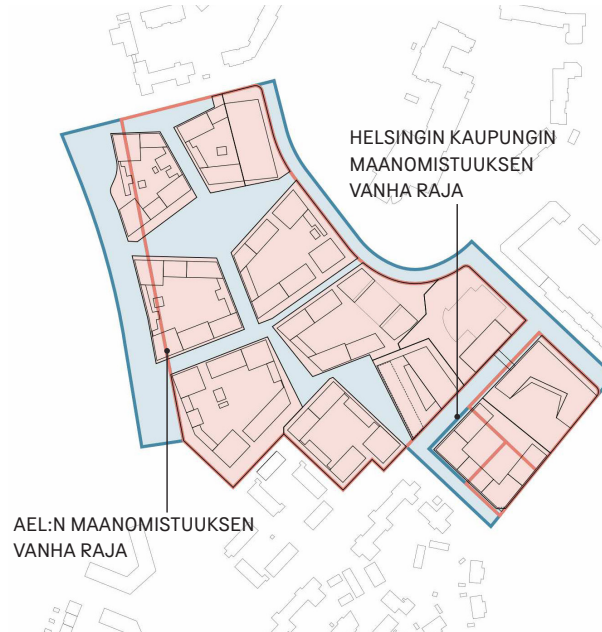 HELSINGIN KAUPUNGIN
MAANOMISTUUKSEN
VANHA RAJA
AEL:N MAANOMISTUUKSEN
VANHA RAJA